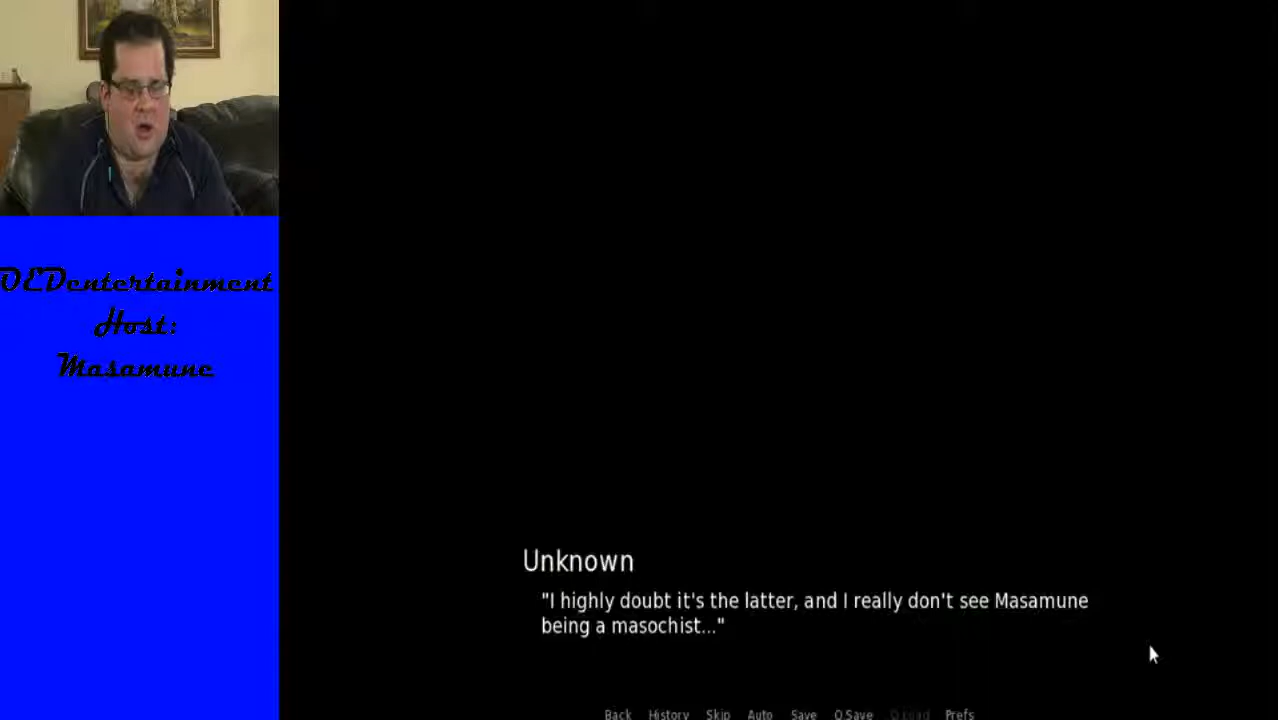 OEDentertainment
Host:
Masamune
Unknown
"I highly doubt it's the latter, and I really don't see Masamune
being a masochist..."
Back History Skip Auto Save Q.Save Q.Load Prefs